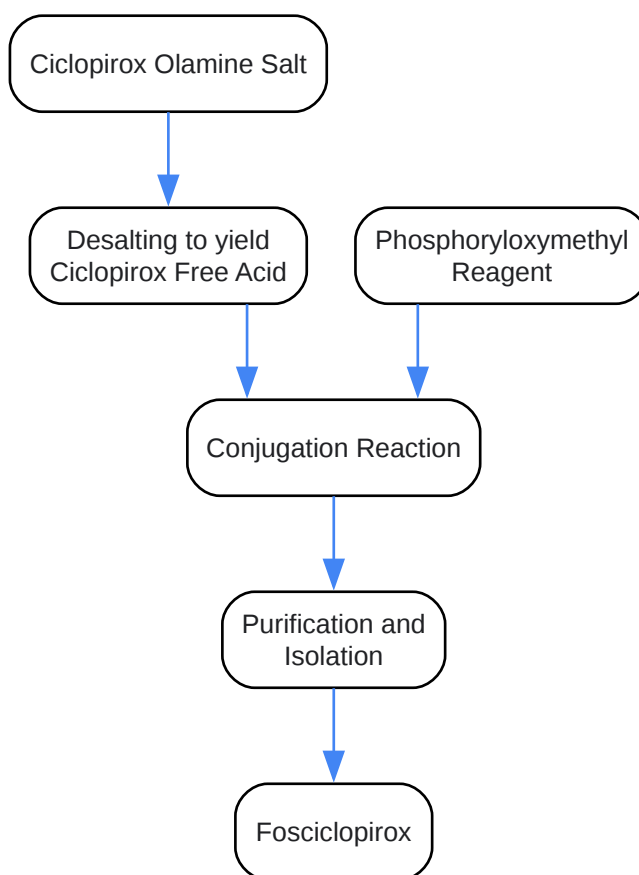 Ciclopirox Olamine Salt
Desalting to yield
Ciclopirox Free Acid
Phosphoryloxymethyl
Reagent
Conjugation Reaction
Purification and
Isolation
Fosciclopirox